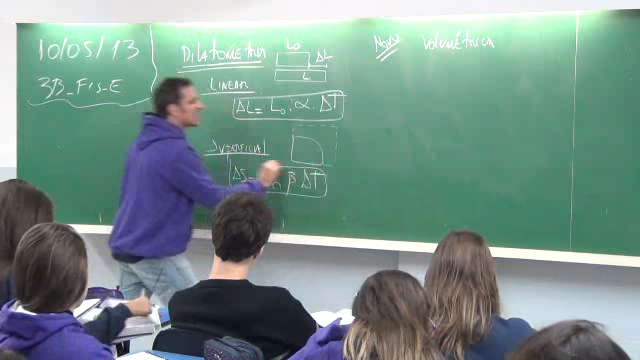 10/05/13
3B_Fis_E
DILATOMETRIA
L₀
ΔL
L
LINEAR
ΔL = L₀ . α . ΔT
SUPERFICIAL
β . ΔT
VOLUMÉTRICA